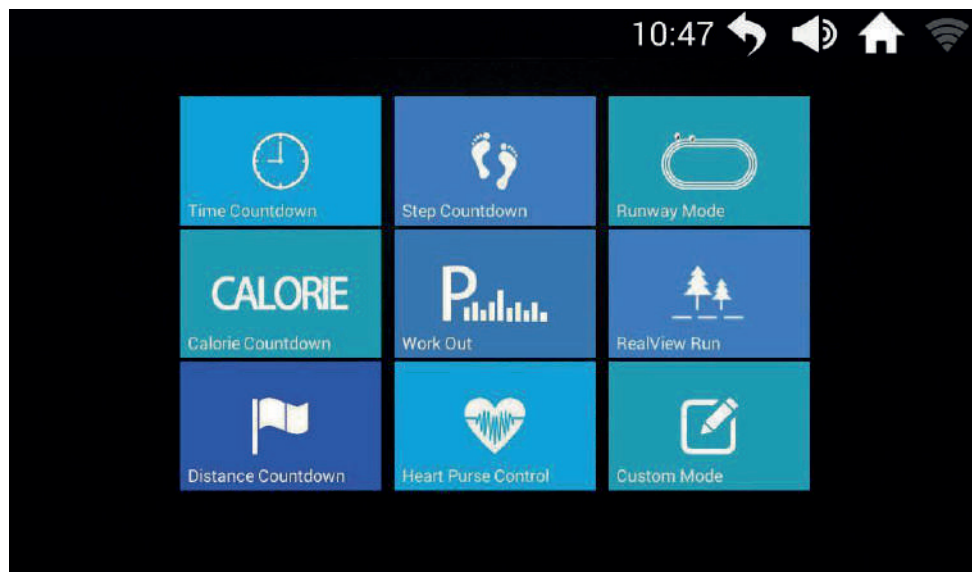 10:47
Time Countdown
Step Countdown
Runway Mode
CALORIE
Calorie Countdown
P
Work Out
RealView Run
Distance Countdown
Heart Purse Control
Custom Mode